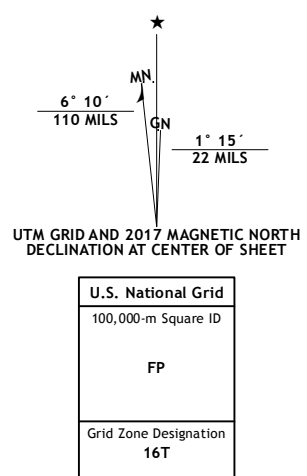 ★
MN.
6° 10´
110 MILS
GN
1° 15´
22 MILS
UTM GRID AND 2017 MAGNETIC NORTH
DECLINATION AT CENTER OF SHEET
U.S. National Grid
100,000-m Square ID
FP
Grid Zone Designation
16T